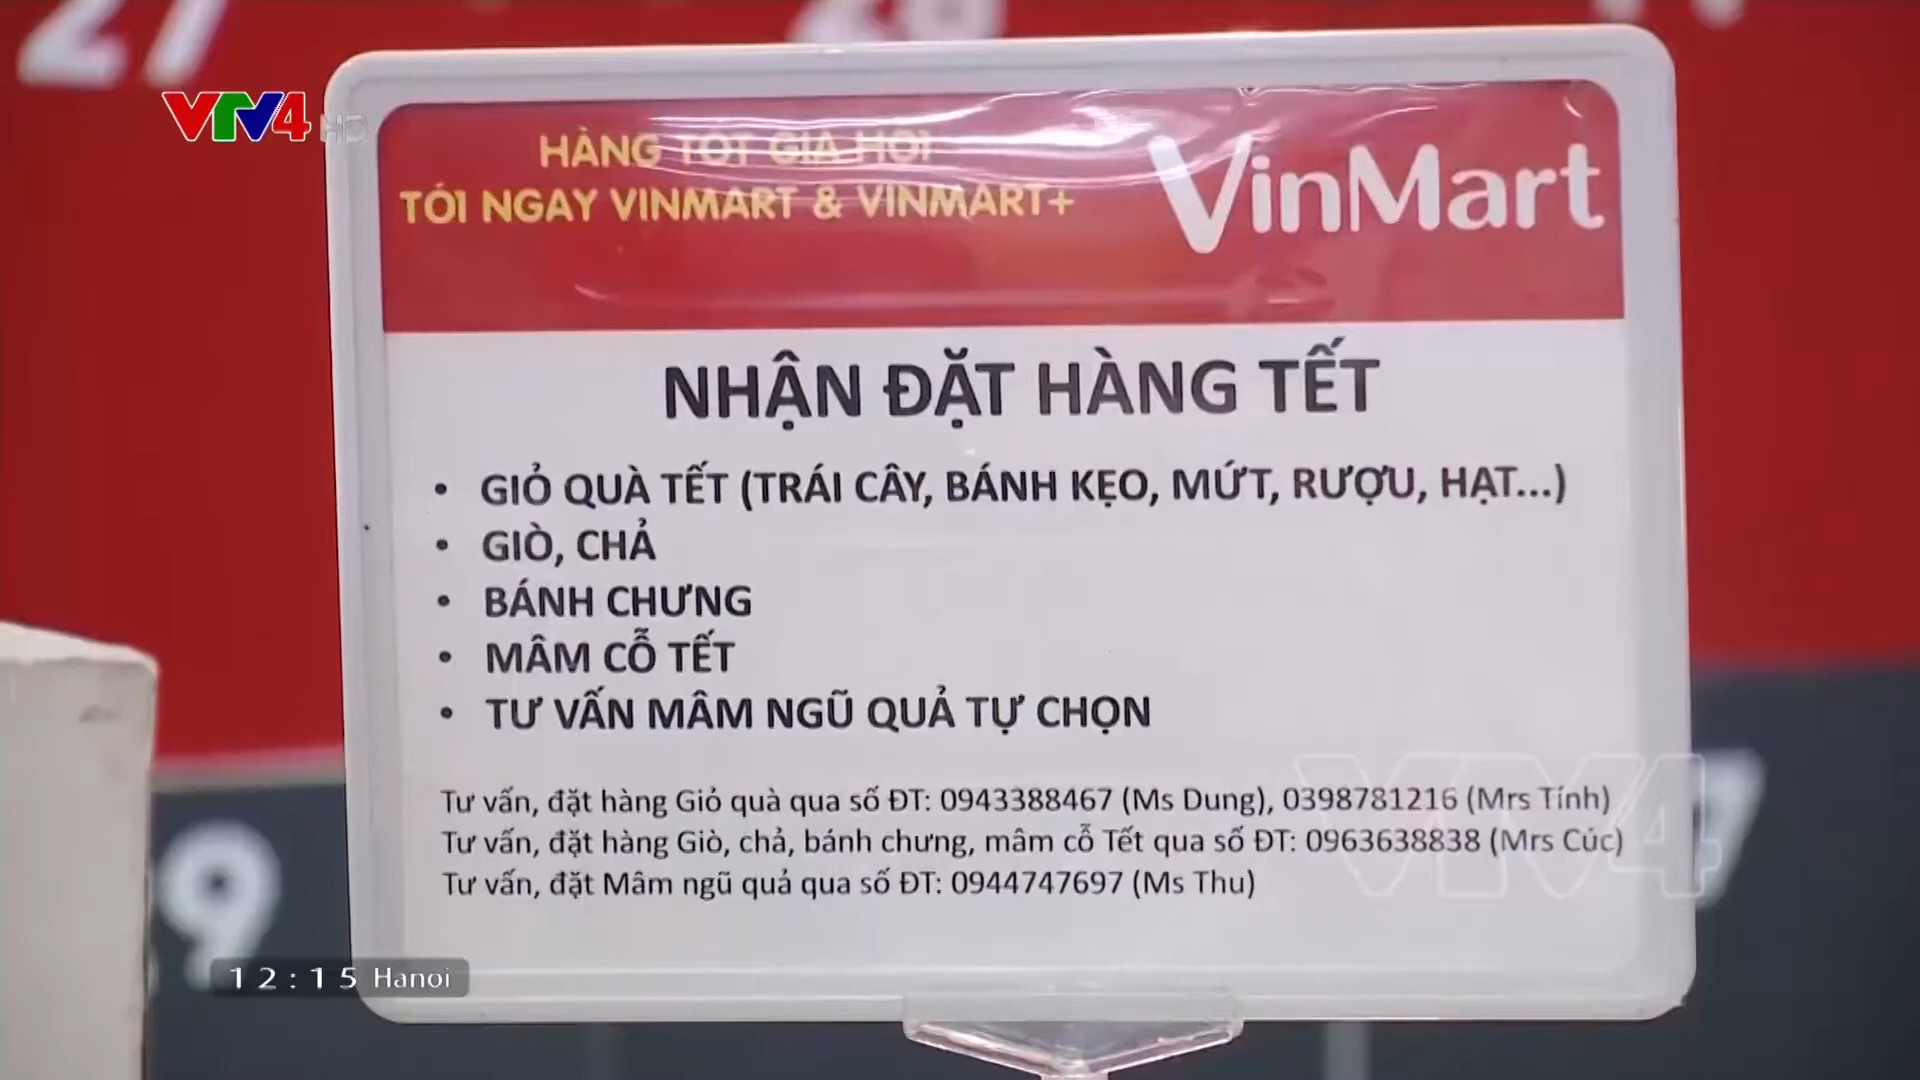 27
28
VTV4 HD
HÀNG TỐT GIÁ HỜI
TỚI NGAY VINMART & VINMART+
VinMart
NHẬN ĐẶT HÀNG TẾT
• GIỎ QUÀ TẾT (TRÁI CÂY, BÁNH KẸO, MỨT, RƯỢU, HẠT...)
• GIÒ, CHẢ
• BÁNH CHƯNG
• MÂM CỖ TẾT
• TƯ VẤN MÂM NGŨ QUẢ TỰ CHỌN
Tư vấn, đặt hàng Giỏ quà qua số ĐT: 0943388467 (Ms Dung), 0398781216 (Mrs Tính)
Tư vấn, đặt hàng Giò, chả, bánh chưng, mâm cỗ Tết qua số ĐT: 0963638838 (Mrs Cúc)
Tư vấn, đặt Mâm ngũ quả qua số ĐT: 0944747697 (Ms Thu)
VTV4
9
12:15 Hanoi